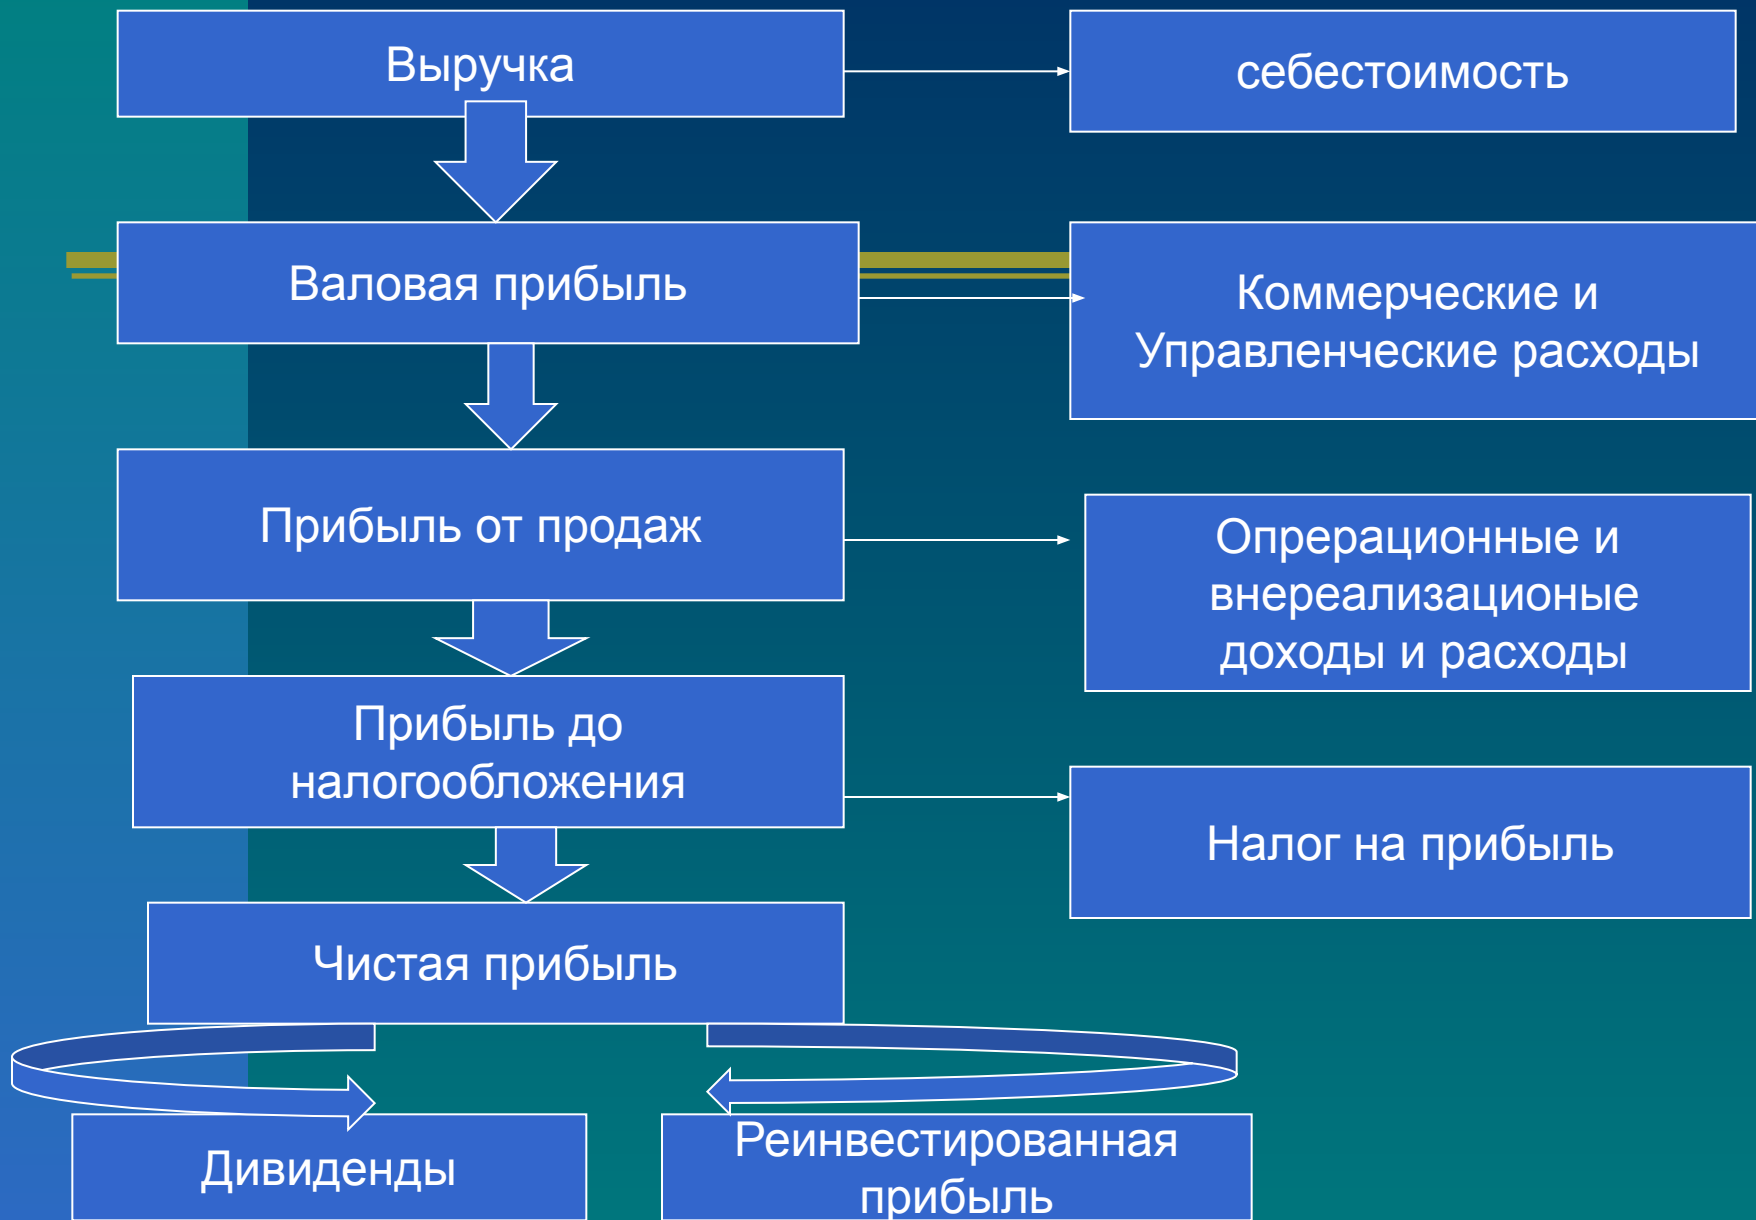 Выручка
себестоимость
Валовая прибыль
Коммерческие и
Управленческие расходы
Прибыль от продаж
Опрерационные и
внереализационые
доходы и расходы
Прибыль до
налогообложения
Налог на прибыль
Чистая прибыль
Дивиденды
Реинвестированная
прибыль